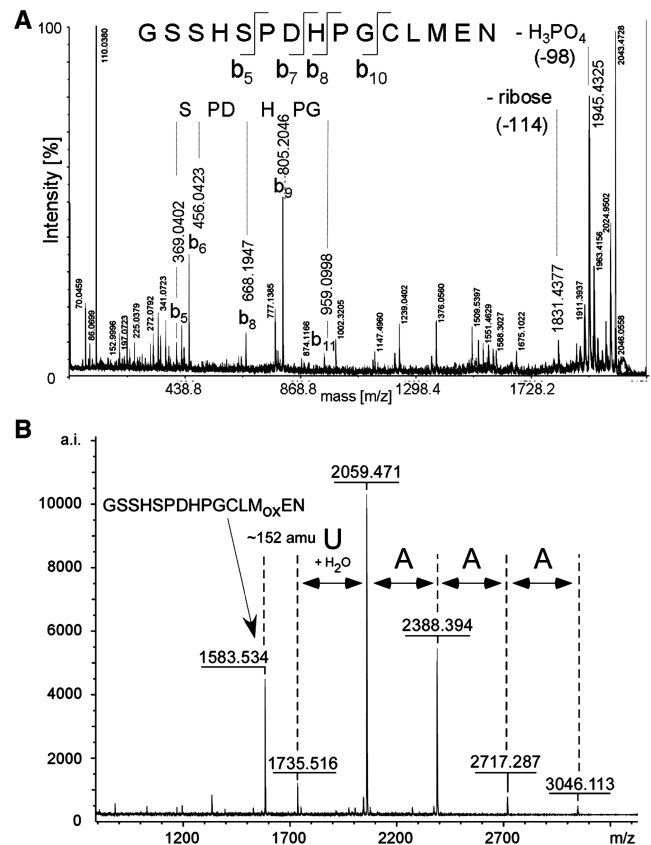 A
100
110.0380
GSSHSPDHPGCLMEN
b5 b7 b8 b10
- H3PO4
(-98)
2043.4728
1945.4325
- ribose
(-114)
S PD H PG
Intensity [%]
369.0402
456.0423
805.2046
b9
b6
668.1947
959.0998
1831.4377
2024.9502
1963.4156
1911.3937
2046.0558
70.0459
86.0699
152.9996
197.0723
225.0379
272.0792
341.0723
b5
b8
777.1385
874.1166
b11
1002.3205
1147.4960
1239.0402
1376.0560
1509.5397
1551.4629
1588.3027
1675.1022
0
438.8 868.6 1298.4 1728.2
mass [m/z]
B
a.i.
2059.471
GSSHSPDHPGCLMoxEN
10000
~152 amu U
+ H2O
A A A
8000
6000
2388.394
1583.534
4000
2000
1735.516
2717.287
3046.113
0
1200 1700 2200 2700 m/z